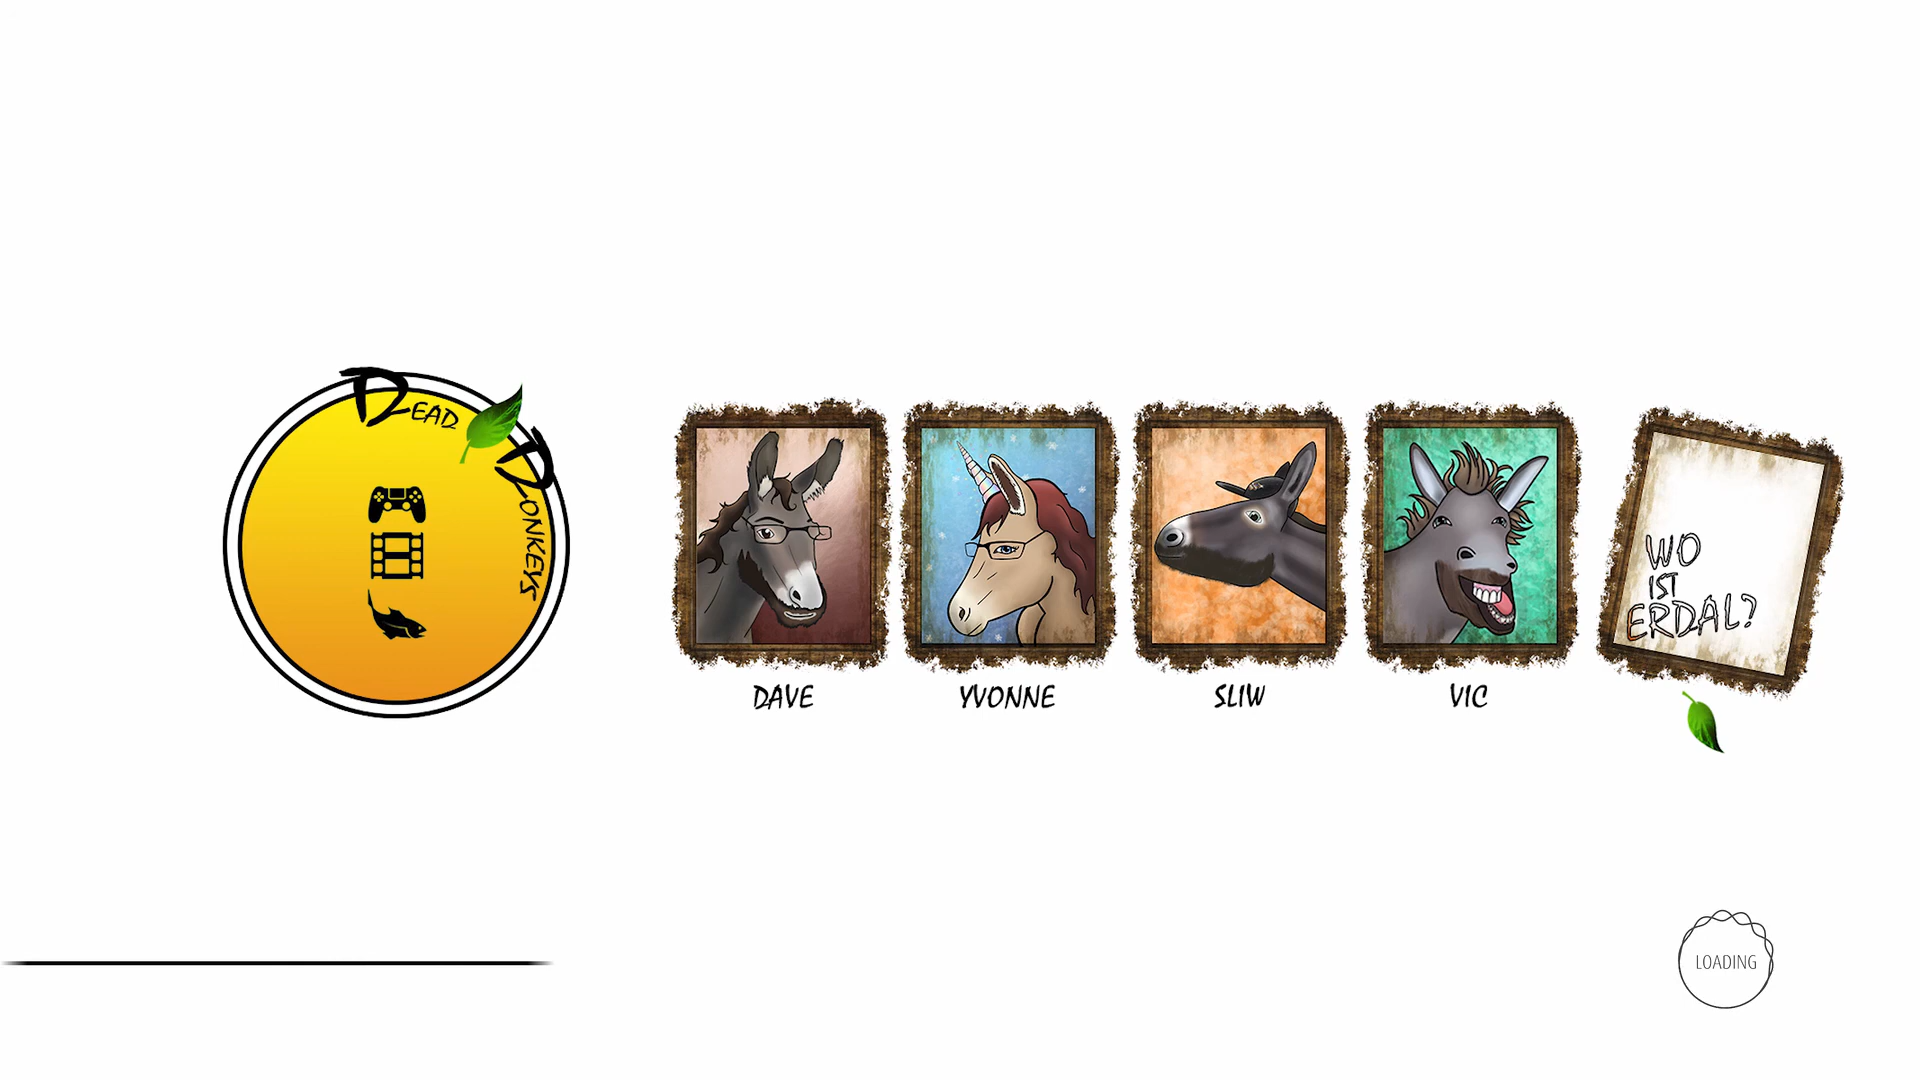 DEAD
DONKEYS
DAVE
YVONNE
SLIW
VIC
WO
IST
ERDAL?
LOADING